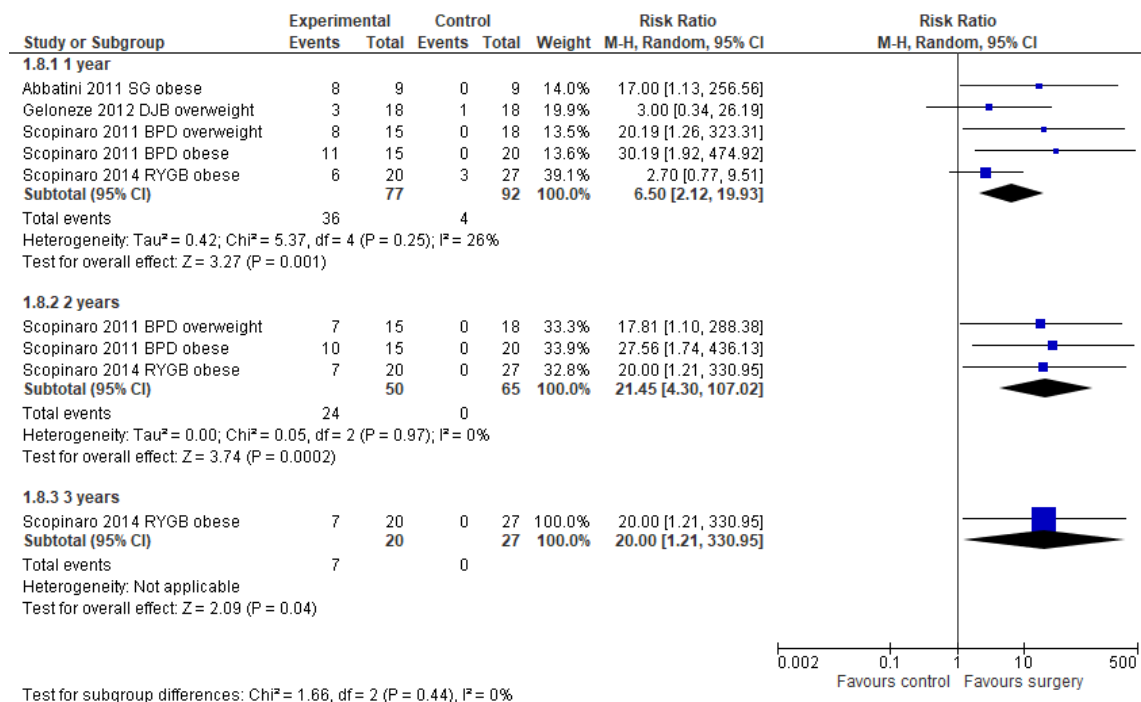 Experimental Control Risk Ratio Risk Ratio
Study or Subgroup Events Total Events Total Weight M-H, Random, 95% CI M-H, Random, 95% CI
1.8.1 1 year
Abbatini 2011 SG obese 8 9 0 9 14.0% 17.00 [1.13, 256.56]
Geloneze 2012 DJB overweight 3 18 1 18 19.9% 3.00 [0.34, 26.19]
Scopinaro 2011 BPD overweight 8 15 0 18 13.5% 20.19 [1.26, 323.31]
Scopinaro 2011 BPD obese 11 15 0 20 13.6% 30.19 [1.92, 474.92]
Scopinaro 2014 RYGB obese 6 20 3 27 39.1% 2.70 [0.77, 9.51]
Subtotal (95% CI) 77 92 100.0% 6.50 [2.12, 19.93]
Total events 36 4
Heterogeneity: Tau² = 0.42; Chi² = 5.37, df = 4 (P = 0.25); I² = 26%
Test for overall effect: Z = 3.27 (P = 0.001)
1.8.2 2 years
Scopinaro 2011 BPD overweight 7 15 0 18 33.3% 17.81 [1.10, 288.38]
Scopinaro 2011 BPD obese 10 15 0 20 33.9% 27.56 [1.74, 436.13]
Scopinaro 2014 RYGB obese 7 20 0 27 32.8% 20.00 [1.21, 330.95]
Subtotal (95% CI) 50 65 100.0% 21.45 [4.30, 107.02]
Total events 24 0
Heterogeneity: Tau² = 0.00; Chi² = 0.05, df = 2 (P = 0.97); I² = 0%
Test for overall effect: Z = 3.74 (P = 0.0002)
1.8.3 3 years
Scopinaro 2014 RYGB obese 7 20 0 27 100.0% 20.00 [1.21, 330.95]
Subtotal (95% CI) 20 27 100.0% 20.00 [1.21, 330.95]
Total events 7 0
Heterogeneity: Not applicable
Test for overall effect: Z = 2.09 (P = 0.04)
0.002 0.1 1 10 500
Favours control Favours surgery
Test for subgroup differences: Chi² = 1.66, df = 2 (P = 0.44), I² = 0%